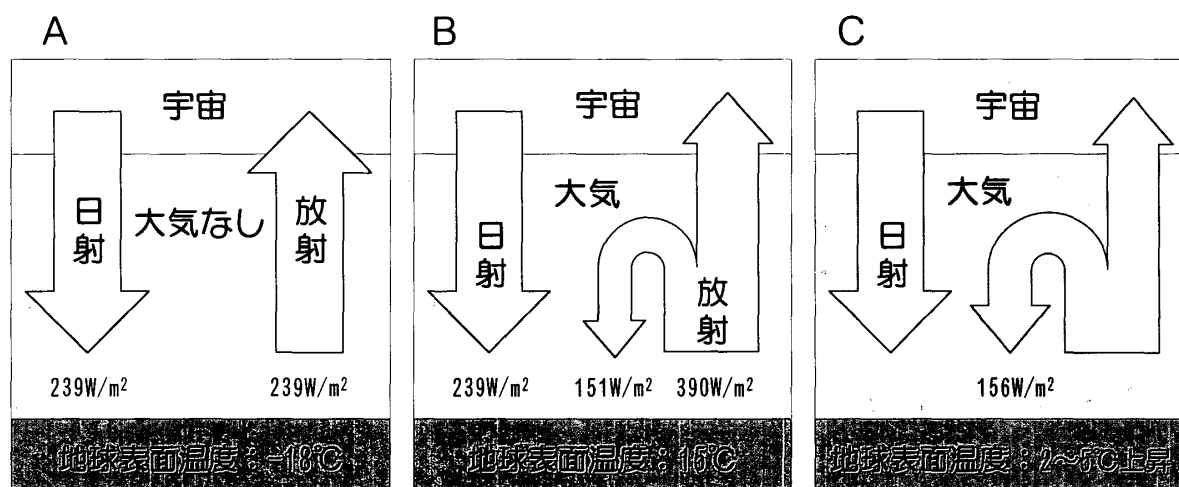 A
宇宙
日射
大気なし
放射
239W/m²
239W/m²
地球表面温度：-18℃
B
宇宙
大気
日射
放射
239W/m²
151W/m²
390W/m²
地球表面温度：15℃
C
宇宙
大気
日射
156W/m²
地球表面温度：2～5℃上昇